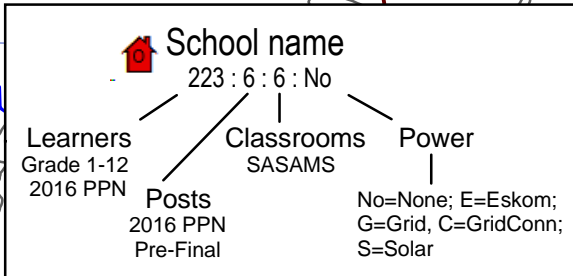 School name
223 : 6 : 6 : No
Learners
Grade 1-12
2016 PPN
Posts
2016 PPN
Pre-Final
Classrooms
SASAMS
Power
No=None; E=Eskom;
G=Grid, C=GridConn;
S=Solar